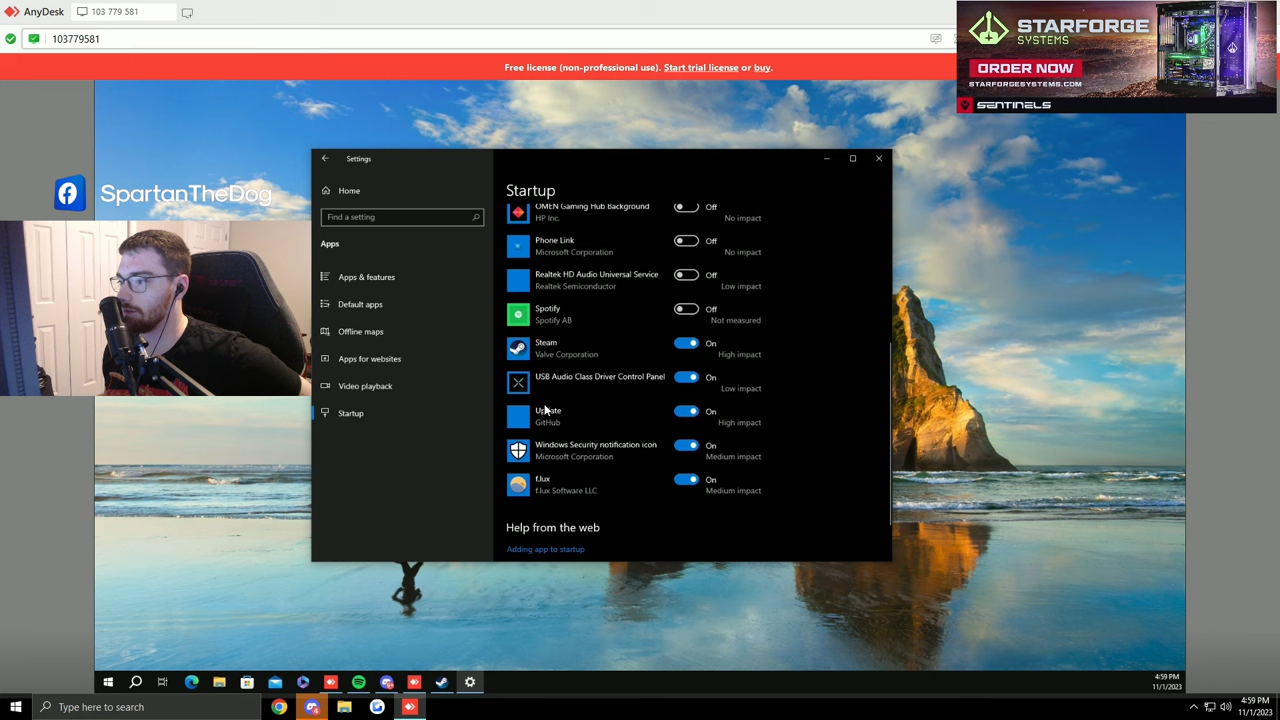 AnyDesk
103 779 581
103779581
Free license (non-professional use). Start trial license or buy.
STARFORGE
SYSTEMS
ORDER NOW
STARFORGESYSTEMS.COM
SENTINELS
SpartanTheDog
Settings
Home
Find a setting
Apps
Apps & features
Default apps
Offline maps
Apps for websites
Video playback
Startup
Startup
OMEN Gaming Hub Background
Off
HP Inc.
No impact
Phone Link
Off
Microsoft Corporation
No impact
Realtek HD Audio Universal Service
Off
Realtek Semiconductor
Low impact
Spotify
Off
Spotify AB
Not measured
Steam
On
Valve Corporation
High impact
USB Audio Class Driver Control Panel
On
Low impact
Update
On
GitHub
High impact
Windows Security notification icon
On
Microsoft Corporation
Medium impact
f.lux
On
f.lux Software LLC
Medium impact
Help from the web
Adding app to startup
4:59 PM
11/1/2023
Type here to search
4:59 PM
11/1/2023